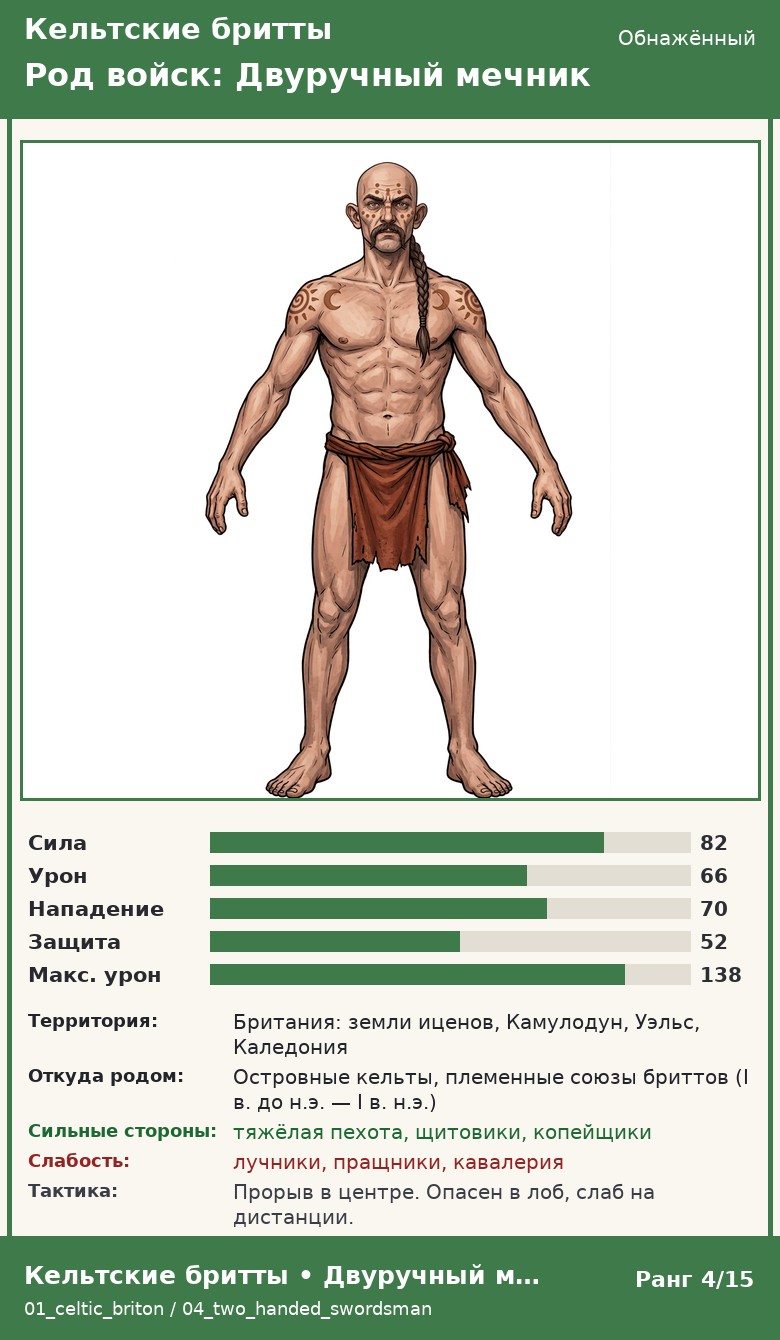 Кельтские бритты
Обнажённый
Род войск: Двуручный мечник
Сила 82
Урон 66
Нападение 70
Защита 52
Макс. урон 138
Территория: Британия: земли иценов, Камулодун, Уэльс,
Каледония
Откуда родом: Островные кельты, племенные союзы бриттов (I
в. до н.э. — I в. н.э.)
Сильные стороны: тяжёлая пехота, щитовики, копейщики
Слабость: лучники, пращники, кавалерия
Тактика: Прорыв в центре. Опасен в лоб, слаб на
дистанции.
Кельтские бритты • Двуручный м…
Ранг 4/15
01_celtic_briton / 04_two_handed_swordsman